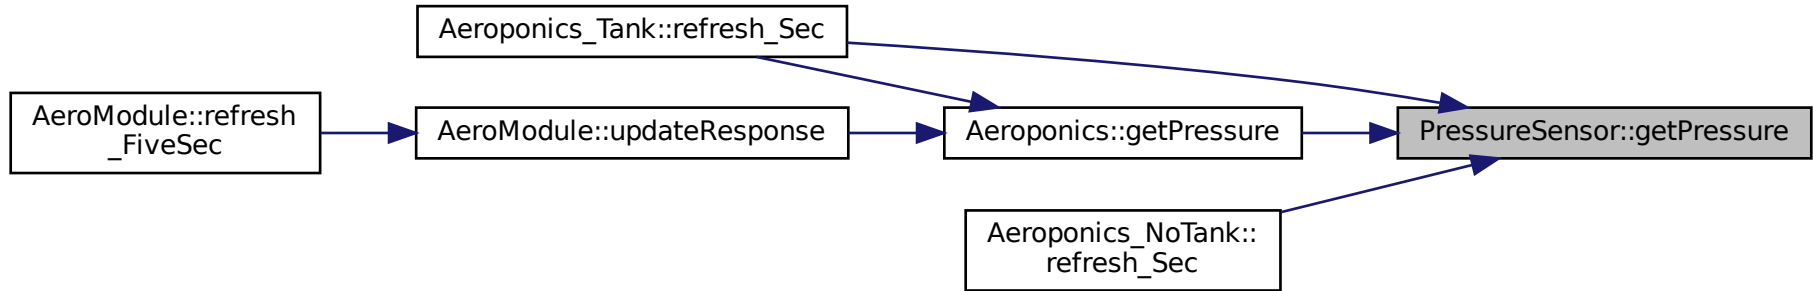 Aeroponics_Tank::refresh_Sec
AeroModule::refresh
_FiveSec
AeroModule::updateResponse
Aeroponics::getPressure
PressureSensor::getPressure
Aeroponics_NoTank::
refresh_Sec